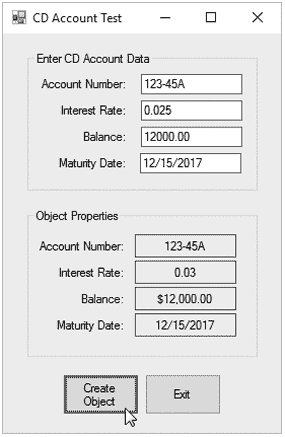 CD Account Test
Enter CD Account Data
Account Number: 123-45A
Interest Rate: 0.025
Balance: 12000.00
Maturity Date: 12/15/2017
Object Properties
Account Number: 123-45A
Interest Rate: 0.03
Balance: $12,000.00
Maturity Date: 12/15/2017
Create
Object
Exit